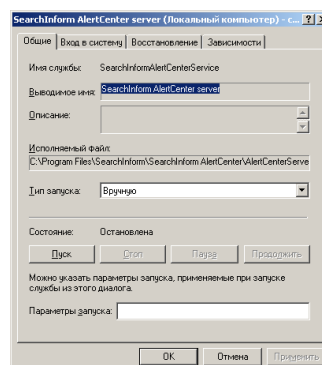 SearchInform AlertCenter server (Локальный компьютер) - с...
Общие Вход в систему Восстановление Зависимости
Имя службы: SearchInformAlertCenterService
Выводимое имя: SearchInform AlertCenter server
Описание:
Исполняемый файл:
C:\Program Files\SearchInform\SearchInform AlertCenter\AlertCenterServe
Тип запуска: Вручную
Состояние: Остановлена
Пуск Стоп Пауза Продолжить
Можно указать параметры запуска, применяемые при запуске
службы из этого диалога.
Параметры запуска:
OK Отмена Применить